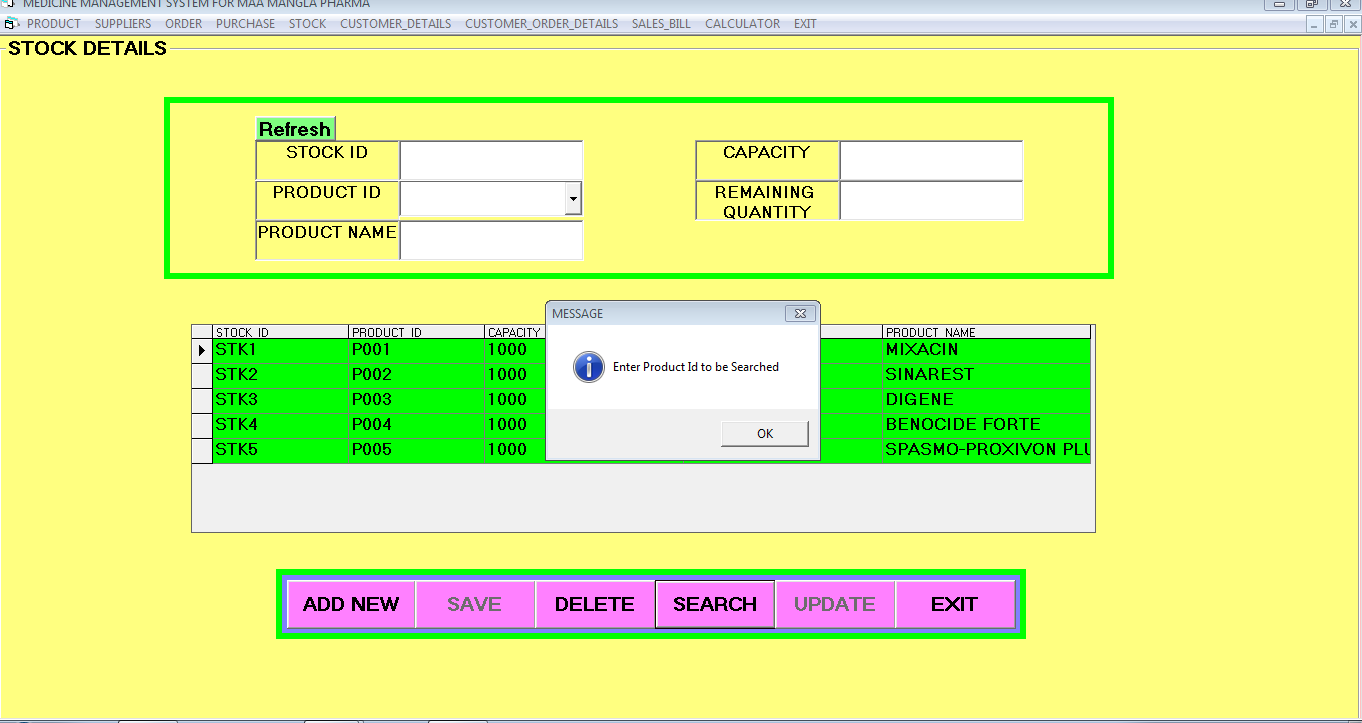 MEDICINE MANAGEMENT SYSTEM FOR MAA MANGLA PHARMA
PRODUCT SUPPLIERS ORDER PURCHASE STOCK CUSTOMER_DETAILS CUSTOMER_ORDER_DETAILS SALES_BILL CALCULATOR EXIT
STOCK DETAILS
Refresh
STOCK ID
CAPACITY
PRODUCT ID
REMAINING
QUANTITY
PRODUCT NAME
MESSAGE
Enter Product Id to be Searched
OK
STOCK_ID PRODUCT_ID CAPACITY PRODUCT_NAME
STK1 P001 1000 MIXACIN
STK2 P002 1000 SINAREST
STK3 P003 1000 DIGENE
STK4 P004 1000 BENOCIDE FORTE
STK5 P005 1000 SPASMO-PROXIVON PLU
ADD NEW SAVE DELETE SEARCH UPDATE EXIT